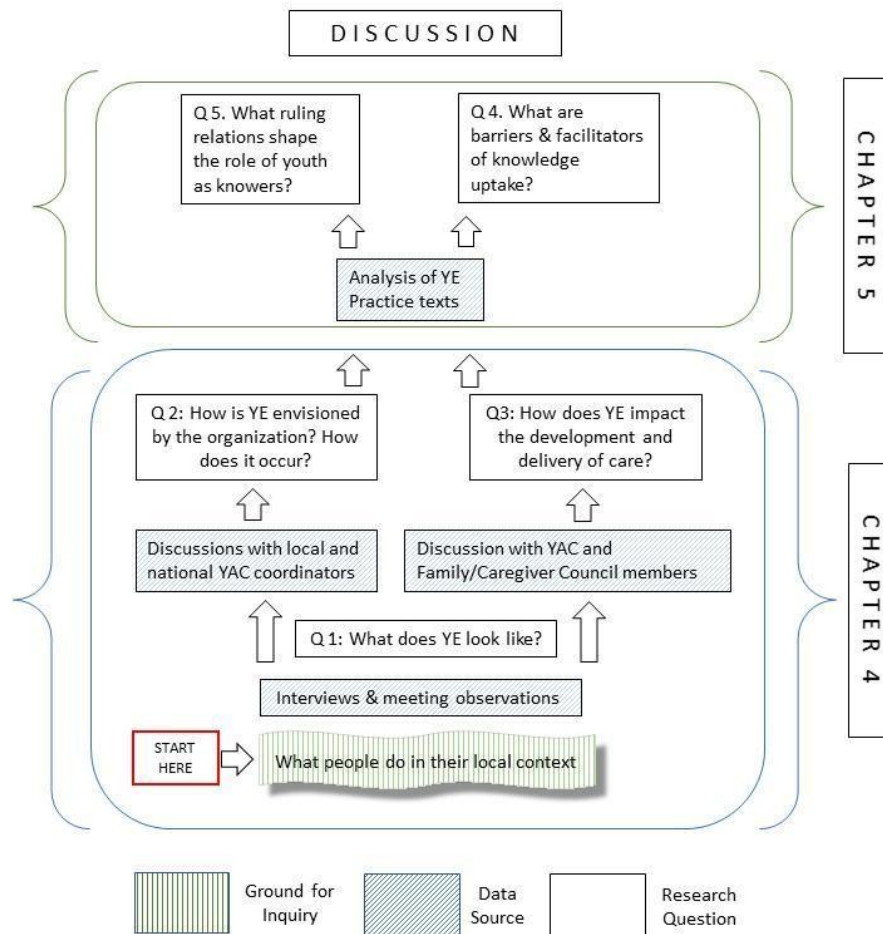 DISCUSSION
Q 5. What ruling
relations shape
the role of youth
as knowers?
Q 4. What are
barriers & facilitators
of knowledge
uptake?
CHAPTER 5
Analysis of YE
Practice texts
Q 2: How is YE envisioned
by the organization? How
does it occur?
Q3: How does YE impact
the development and
delivery of care?
Discussions with local and
national YAC coordinators
Discussion with YAC and
Family/Caregiver Council members
CHAPTER 4
Q 1: What does YE look like?
Interviews & meeting observations
START
HERE
What people do in their local context
Ground for
Inquiry
Data
Source
Research
Question